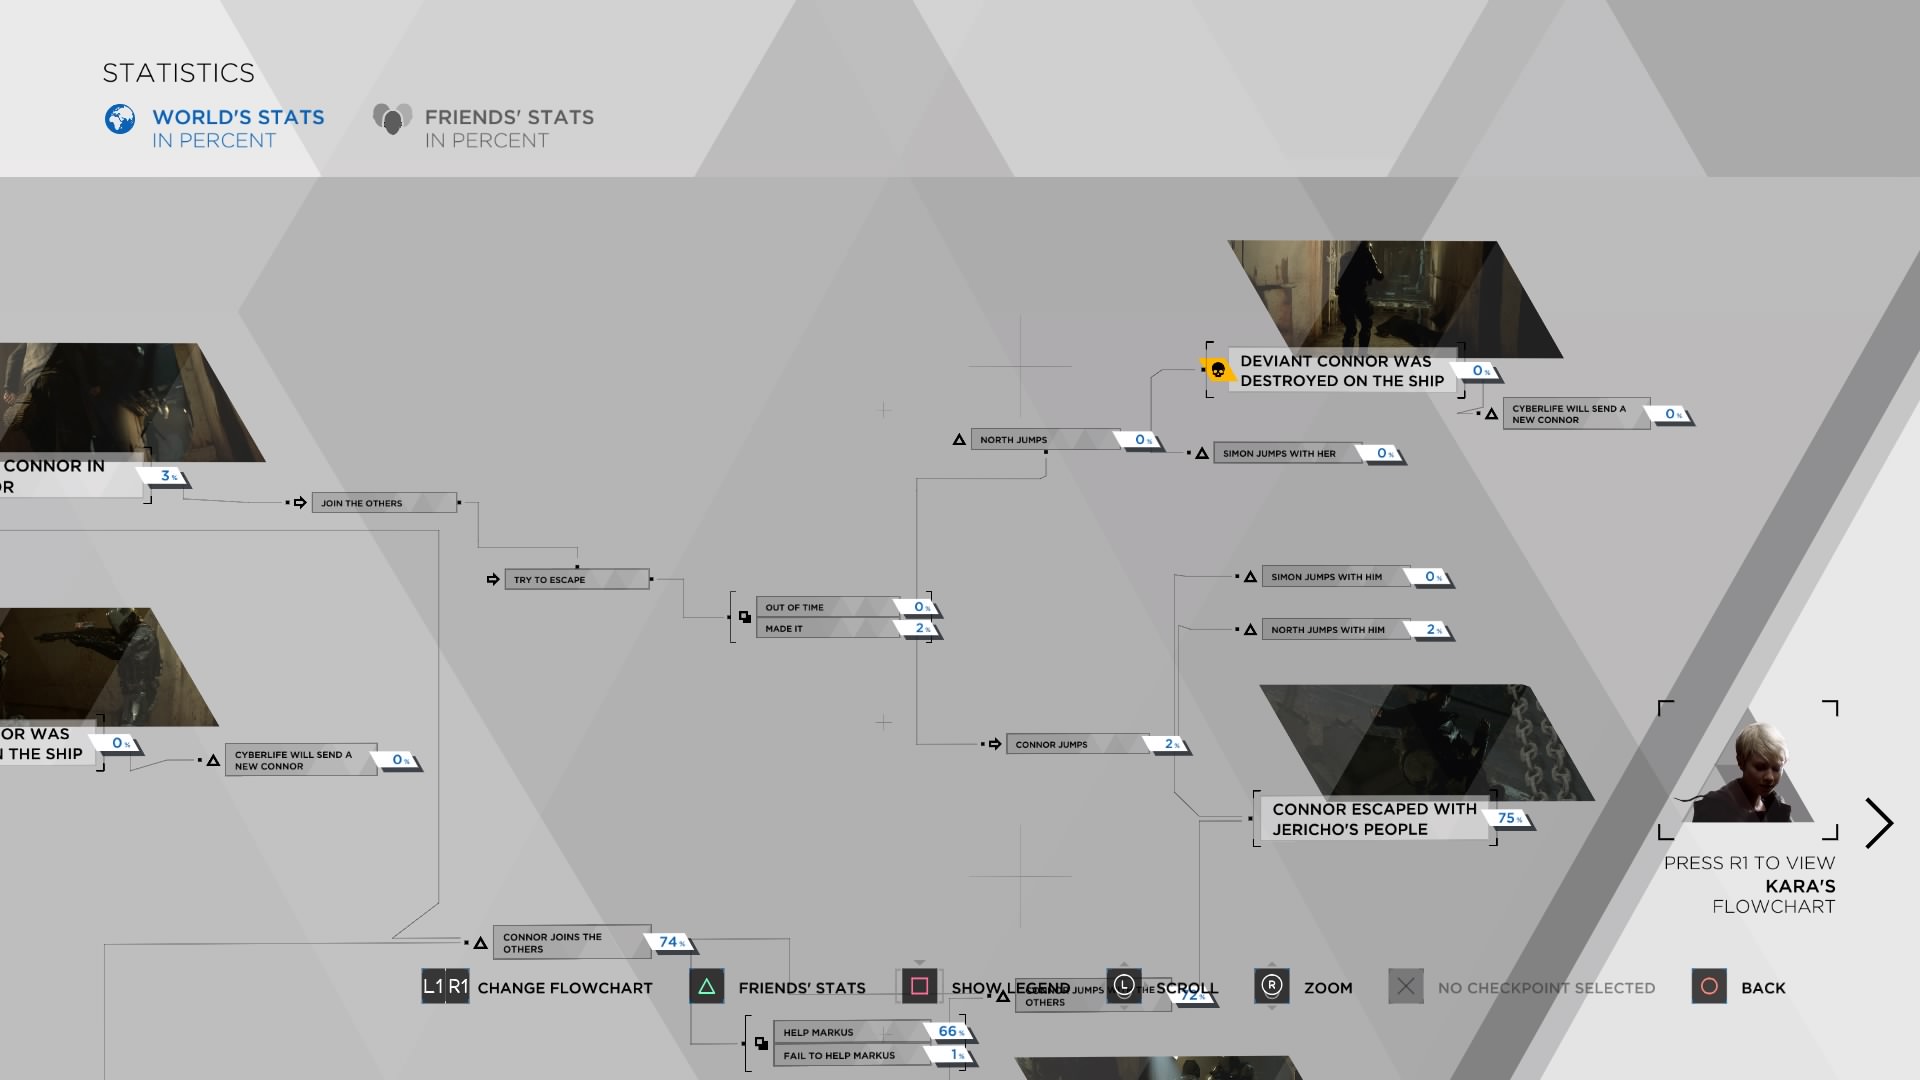 STATISTICS
WORLD'S STATS
IN PERCENT
FRIENDS' STATS
IN PERCENT
DEVIANT CONNOR WAS
DESTROYED ON THE SHIP
0%
CYBERLIFE WILL SEND A
NEW CONNOR
0%
NORTH JUMPS
0%
SIMON JUMPS WITH HER
0%
CONNOR IN
OR
3%
JOIN THE OTHERS
TRY TO ESCAPE
OUT OF TIME
0%
MADE IT
2%
SIMON JUMPS WITH HIM
0%
NORTH JUMPS WITH HIM
2%
OR WAS
N THE SHIP
0%
CYBERLIFE WILL SEND A
NEW CONNOR
0%
CONNOR JUMPS
2%
CONNOR ESCAPED WITH
JERICHO'S PEOPLE
75%
PRESS R1 TO VIEW
KARA'S
FLOWCHART
CONNOR JOINS THE
OTHERS
74%
L1 R1 CHANGE FLOWCHART
FRIENDS' STATS
SHOW LEGEND
L SCROLL
R ZOOM
NO CHECKPOINT SELECTED
BACK
CONNOR JUMPS THE
OTHERS
72%
HELP MARKUS
66%
FAIL TO HELP MARKUS
1%